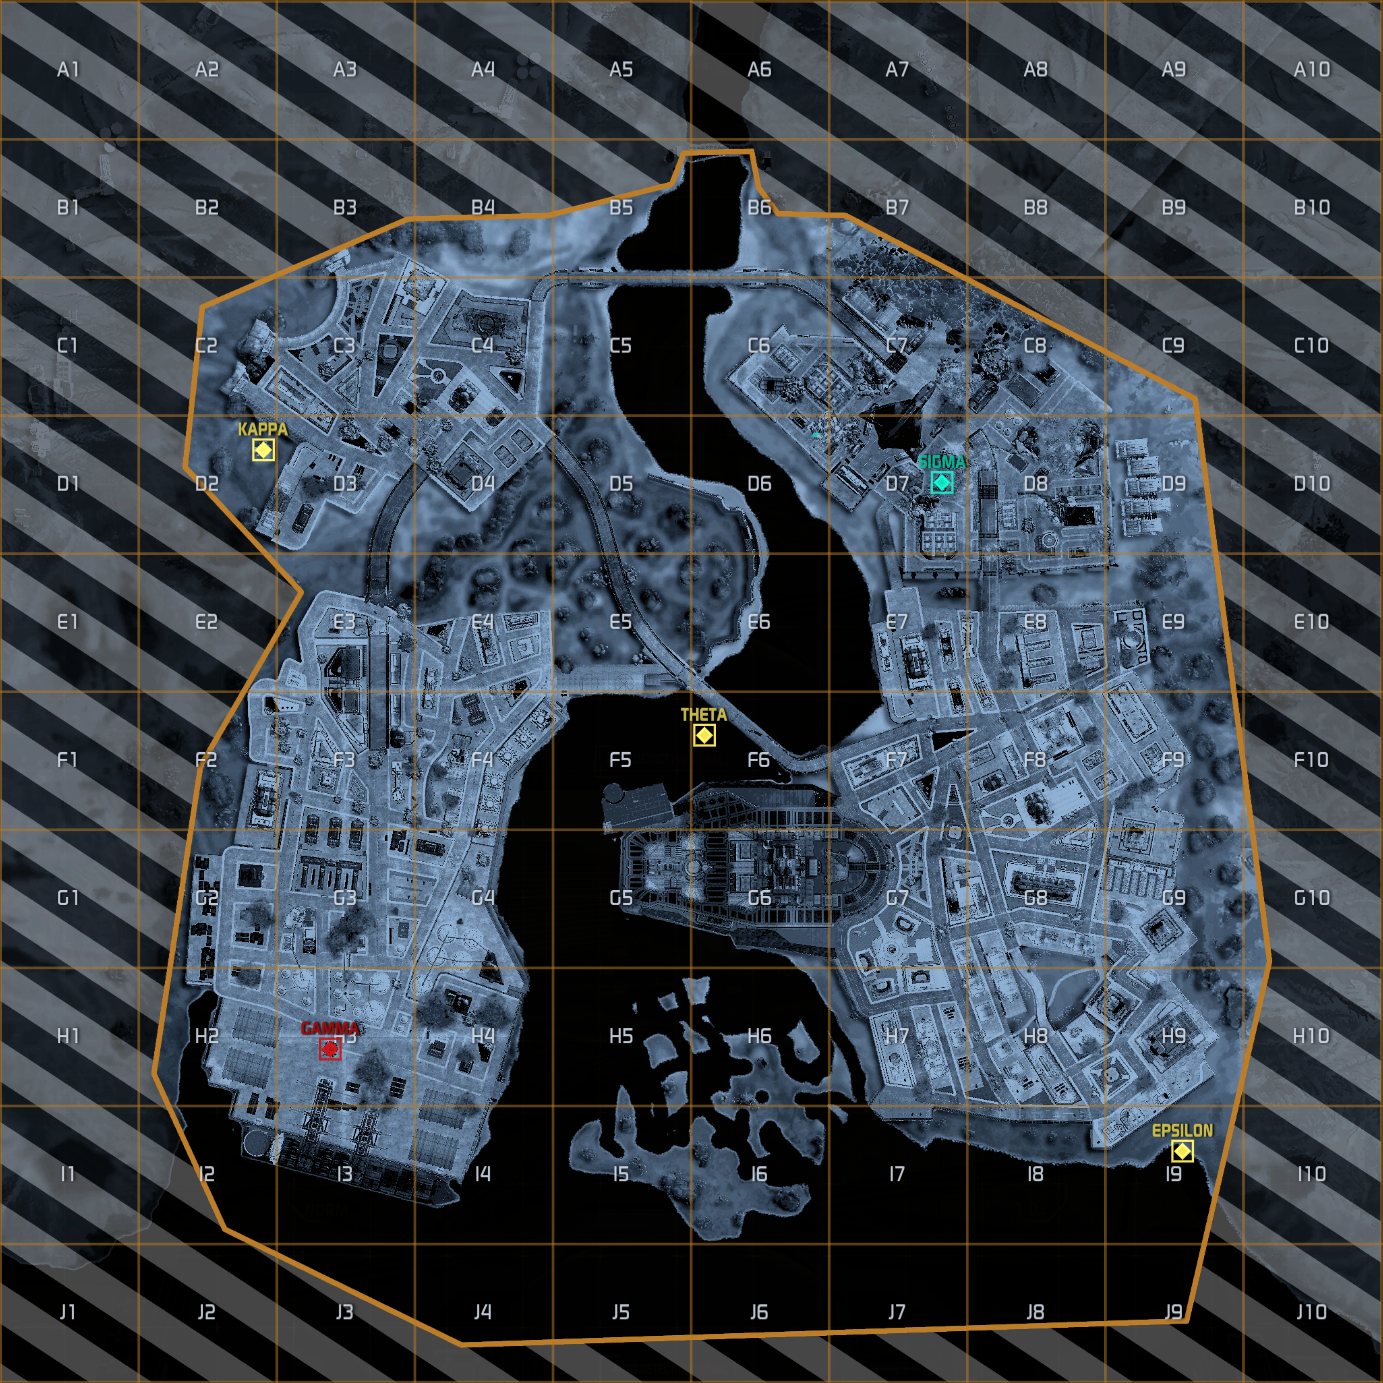 A1 A2 A3 A4 A5 A6 A7 A8 A9 A10
B1 B2 B3 B4 B5 B6 B7 B8 B9 B10
C1 C2 C3 C4 C5 C6 C7 C8 C9 C10
KAPPA
SIGMA
D1 D2 D3 D4 D5 D6 D7 D8 D9 D10
E1 E2 E3 E4 E5 E6 E7 E8 E9 E10
THETA
F1 F2 F3 F4 F5 F6 F7 F8 F9 F10
G1 G2 G3 G4 G5 G6 G7 G8 G9 G10
GAMMA
H1 H2 H3 H4 H5 H6 H7 H8 H9 H10
EPSILON
I1 I2 I3 I4 I5 I6 I7 I8 I9 I10
J1 J2 J3 J4 J5 J6 J7 J8 J9 J10